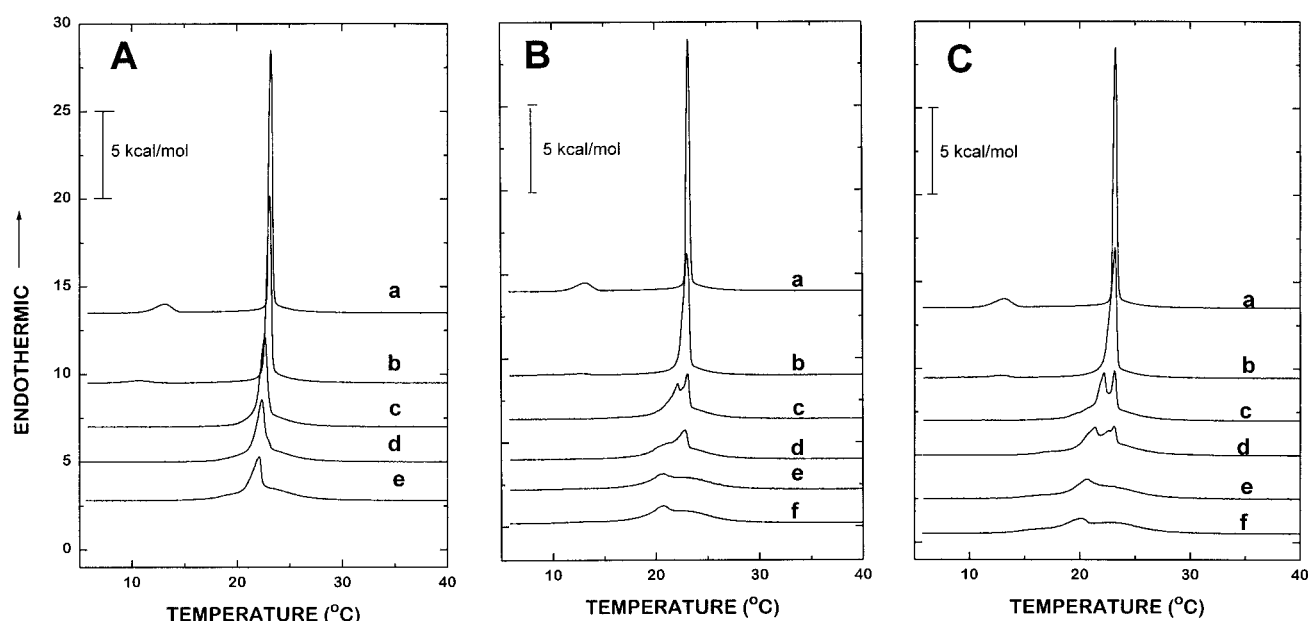 A
30
25
20
15
10
5
0
ENDOTHERMIC
5 kcal/mol
a
b
c
d
e
10
20
30
40
TEMPERATURE (°C)
B
5 kcal/mol
a
b
c
d
e
f
10
20
30
40
TEMPERATURE (°C)
C
5 kcal/mol
a
b
c
d
e
f
10
20
30
40
TEMPERATURE (°C)